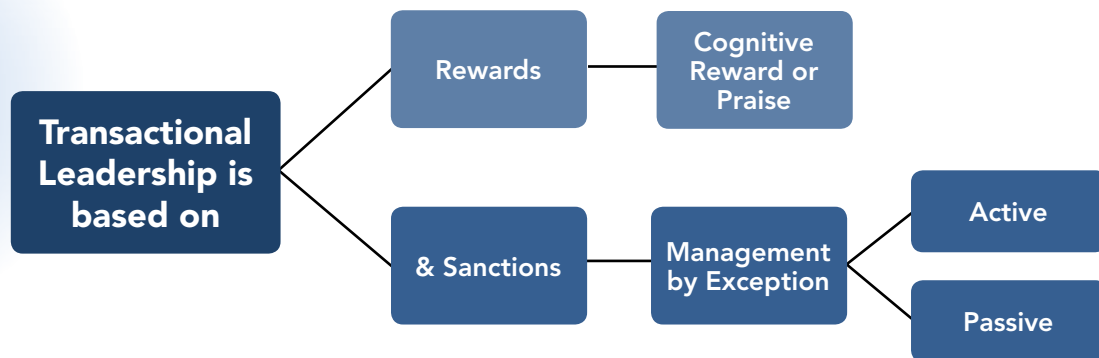 Transactional
Leadership is
based on
Rewards
Cognitive
Reward or
Praise
& Sanctions
Management
by Exception
Active
Passive